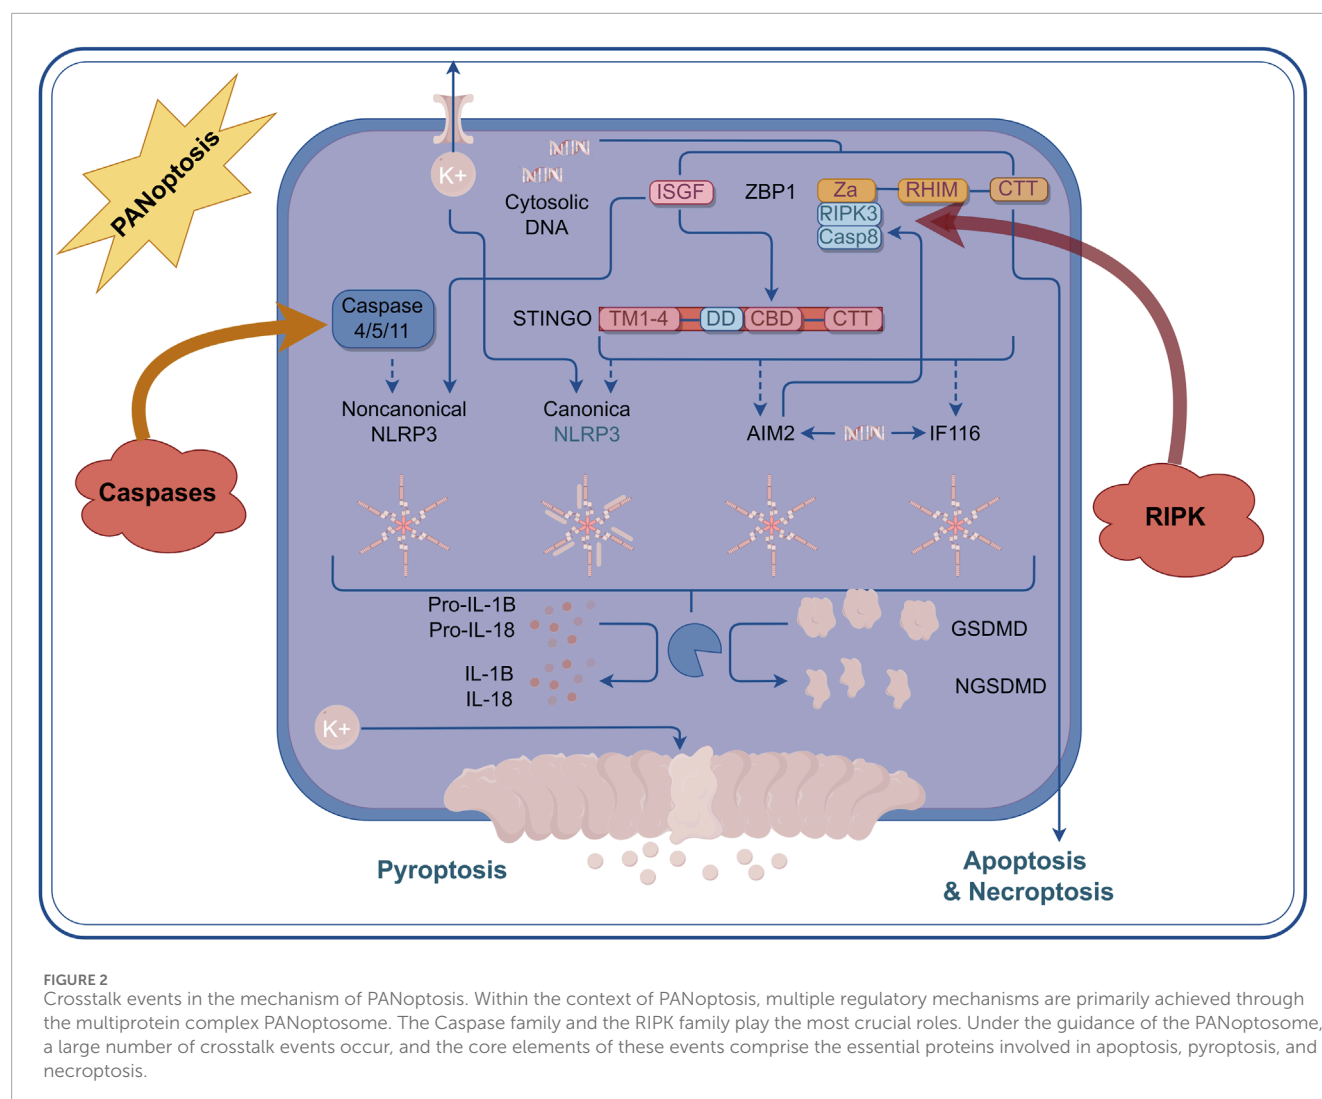 PANoptosis
K+
Cytosolic
DNA
ISGF
ZBP1
Za
RHIM
CTT
RIPK3
Casp8
Caspase
4/5/11
STINGO
TM1-4
DD
CBD
CTT
Noncanonical
NLRP3
Canonica
NLRP3
AIM2
IF116
Caspases
RIPK
Pro-IL-1B
Pro-IL-18
IL-1B
IL-18
GSDMD
NGSDMD
K+
Pyroptosis
Apoptosis
& Necroptosis
FIGURE 2
Crosstalk events in the mechanism of PANoptosis. Within the context of PANoptosis, multiple regulatory mechanisms are primarily achieved through
the multiprotein complex PANoptosome. The Caspase family and the RIPK family play the most crucial roles. Under the guidance of the PANoptosome,
a large number of crosstalk events occur, and the core elements of these events comprise the essential proteins involved in apoptosis, pyroptosis, and
necroptosis.